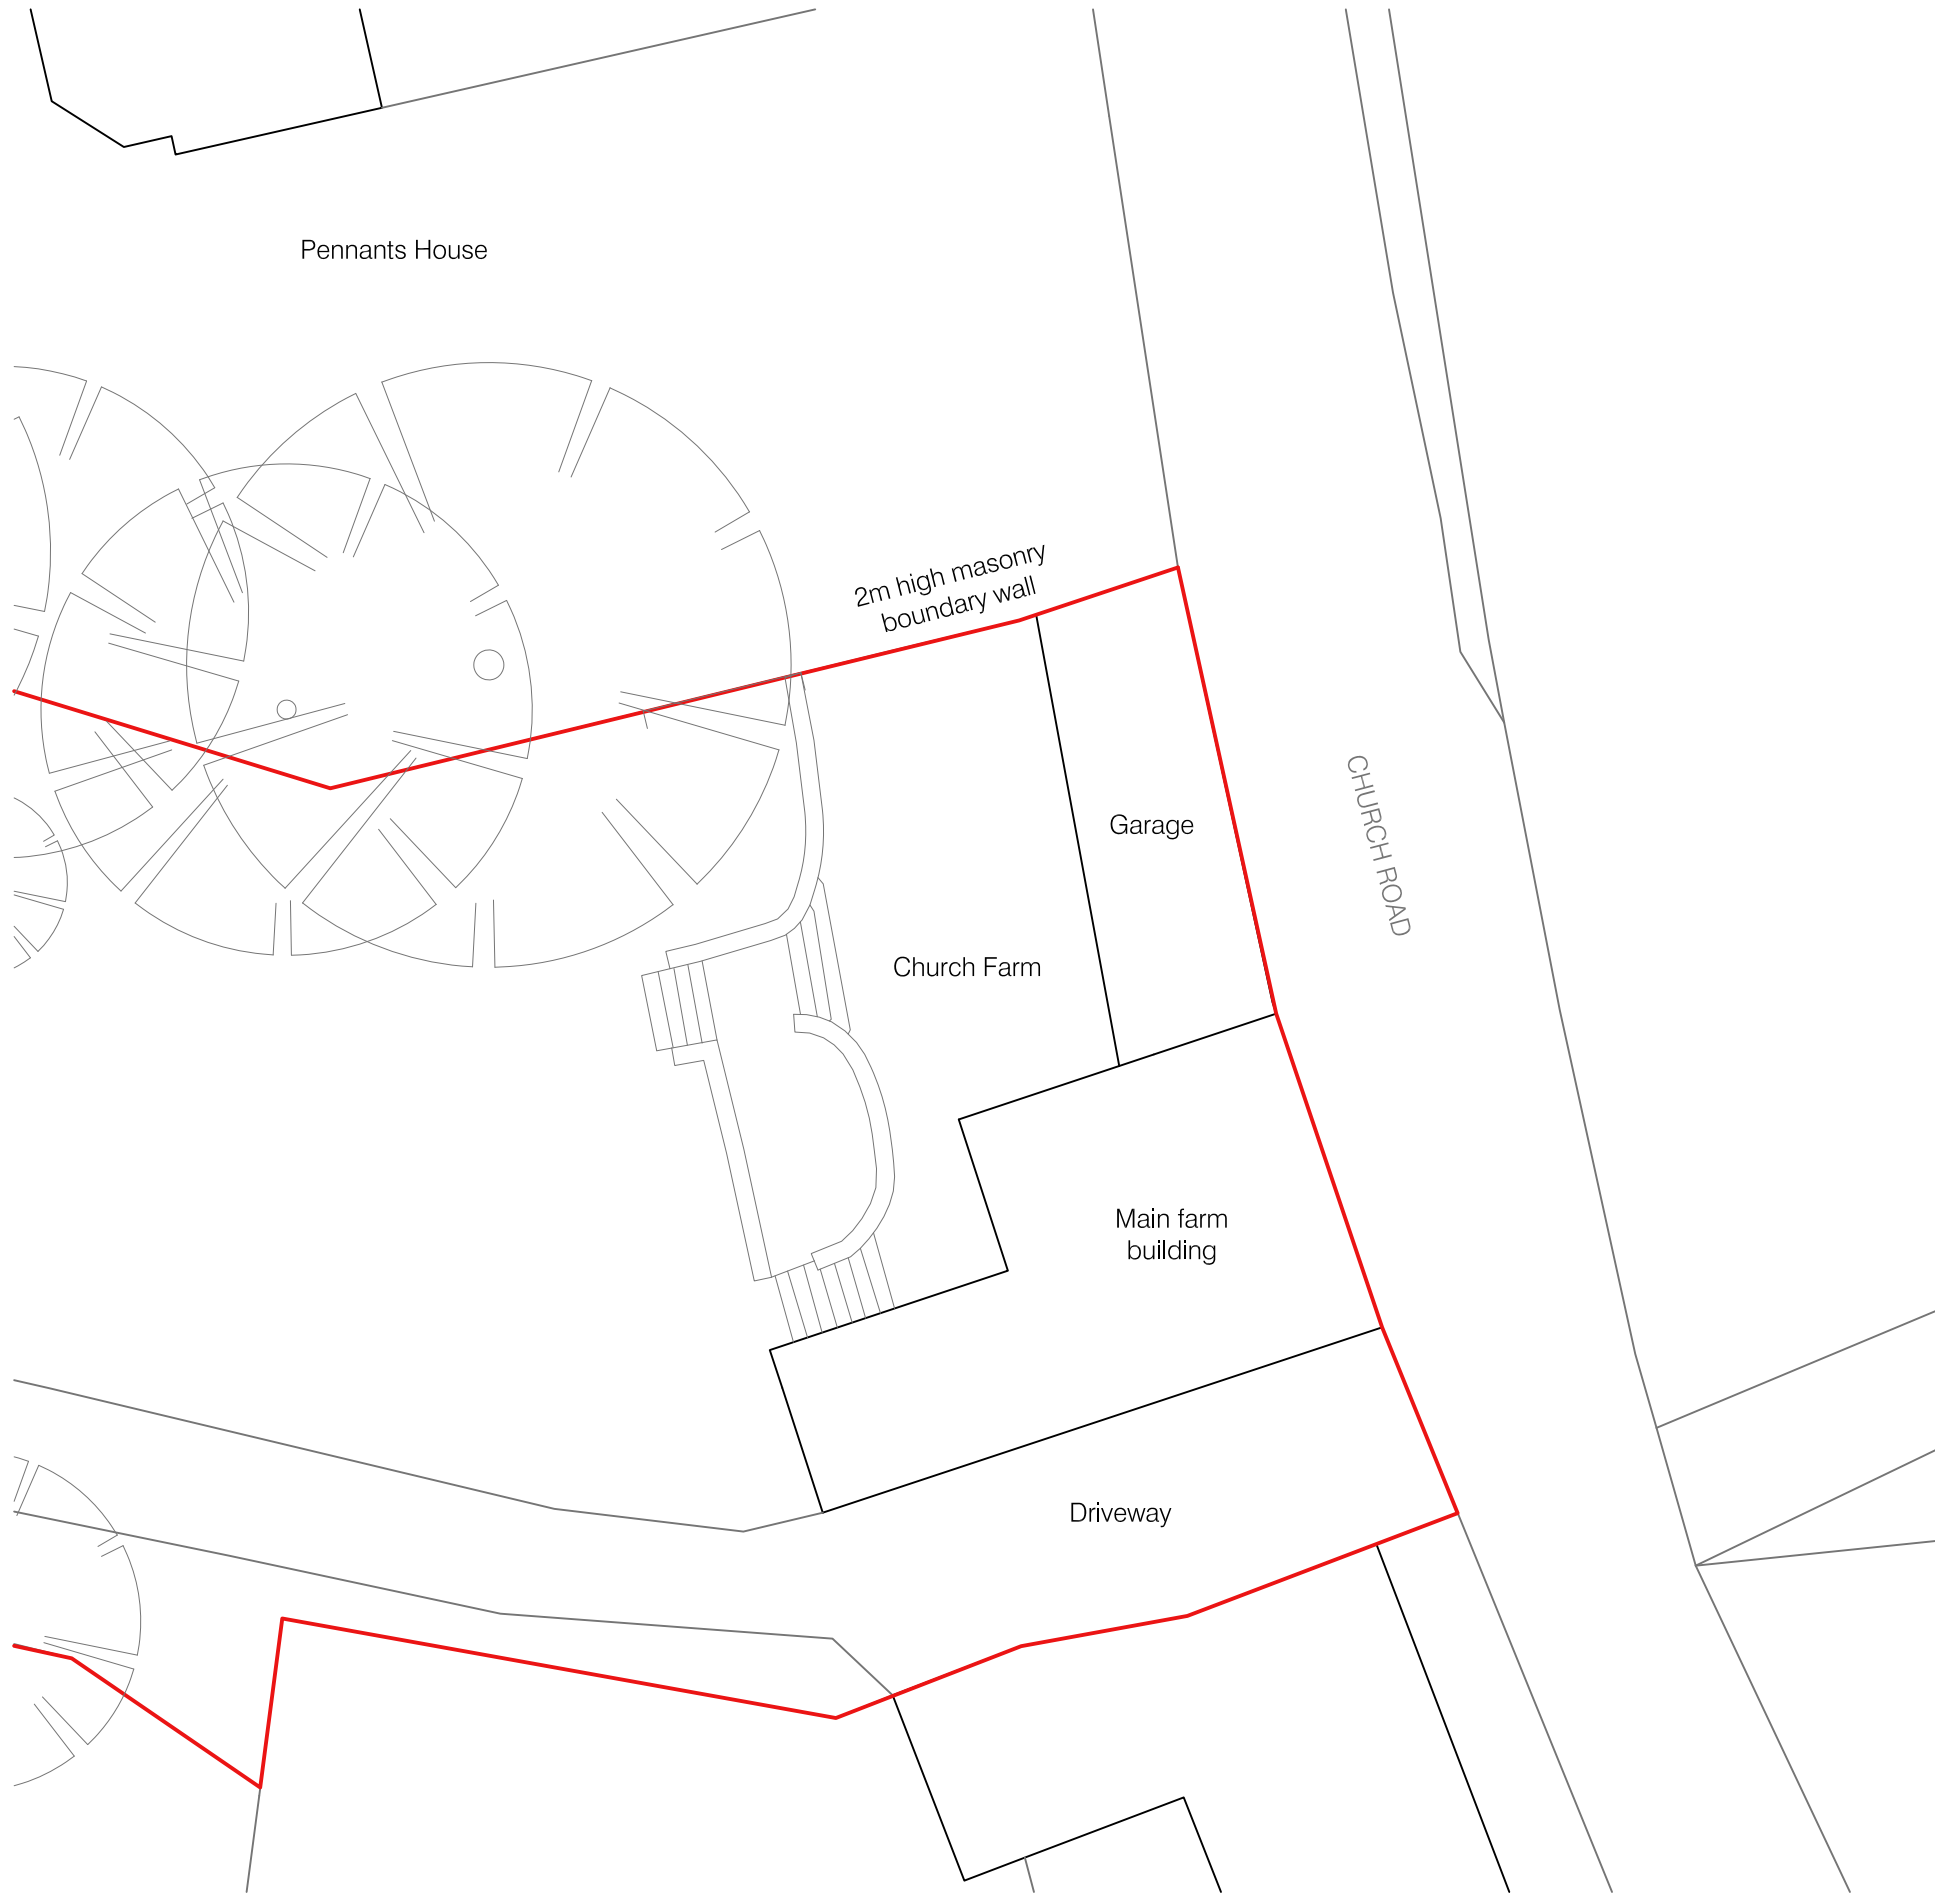 Pennants House
2m high masonry
boundary wall
Garage
CHURCH ROAD
Church Farm
Main farm
building
Driveway